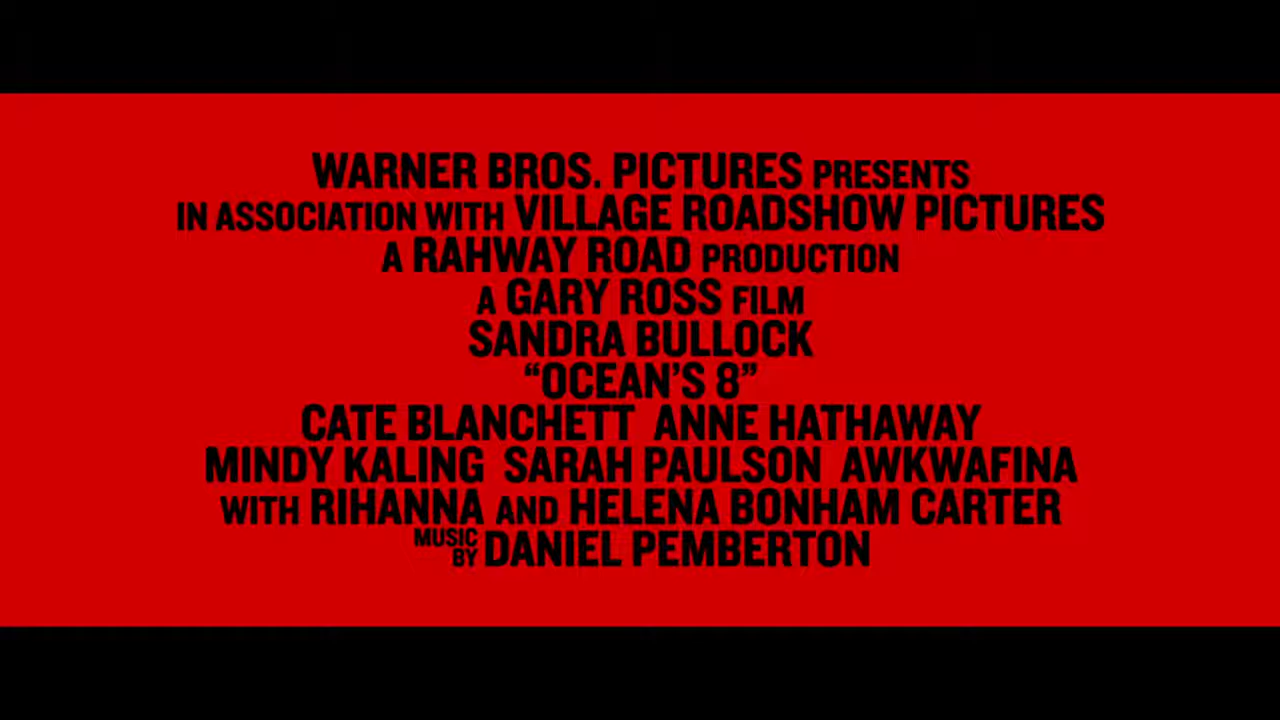 WARNER BROS. PICTURES PRESENTS
IN ASSOCIATION WITH VILLAGE ROADSHOW PICTURES
A RAHWAY ROAD PRODUCTION
A GARY ROSS FILM
SANDRA BULLOCK
“OCEAN’S 8”
CATE BLANCHETT ANNE HATHAWAY
MINDY KALING SARAH PAULSON AWKWAFINA
WITH RIHANNA AND HELENA BONHAM CARTER
MUSIC BY DANIEL PEMBERTON